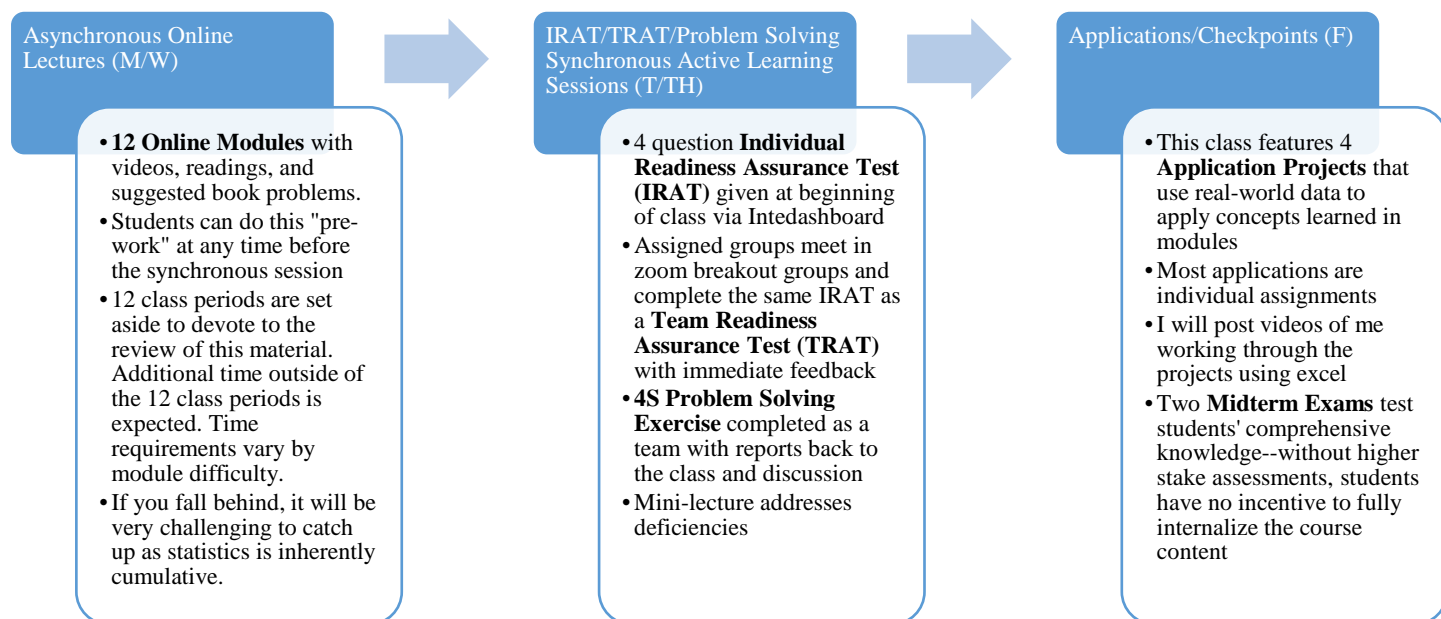 Asynchronous Online
Lectures (M/W)
• 12 Online Modules with
videos, readings, and
suggested book problems.
• Students can do this "pre-
work" at any time before
the synchronous session
• 12 class periods are set
aside to devote to the
review of this material.
Additional time outside of
the 12 class periods is
expected. Time
requirements vary by
module difficulty.
• If you fall behind, it will be
very challenging to catch
up as statistics is inherently
cumulative.
IRAT/TRAT/Problem Solving
Synchronous Active Learning
Sessions (T/TH)
• 4 question Individual
Readiness Assurance Test
(IRAT) given at beginning
of class via Intedashboard
• Assigned groups meet in
zoom breakout groups and
complete the same IRAT as
a Team Readiness
Assurance Test (TRAT)
with immediate feedback
• 4S Problem Solving
Exercise completed as a
team with reports back to
the class and discussion
• Mini-lecture addresses
deficiencies
Applications/Checkpoints (F)
• This class features 4
Application Projects that
use real-world data to
apply concepts learned in
modules
• Most applications are
individual assignments
• I will post videos of me
working through the
projects using excel
• Two Midterm Exams test
students' comprehensive
knowledge--without higher
stake assessments, students
have no incentive to fully
internalize the course
content